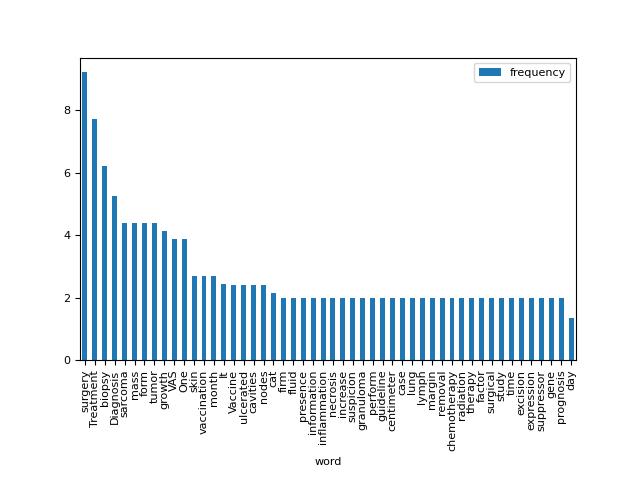 frequency
8
6
4
2
0
surgery
Treatment
biopsy
Diagnosis
sarcoma
mass
form
tumor
growth
VAS
One
skin
vaccination
month
It
Vaccine
ulcerated
cavities
nodes
cat
firm
fluid
presence
information
inflammation
necrosis
increase
suspicion
granuloma
perform
guideline
centimeter
case
lung
lymph
margin
removal
chemotherapy
radiation
therapy
factor
surgical
study
time
excision
expression
suppressor
gene
prognosis
day
word